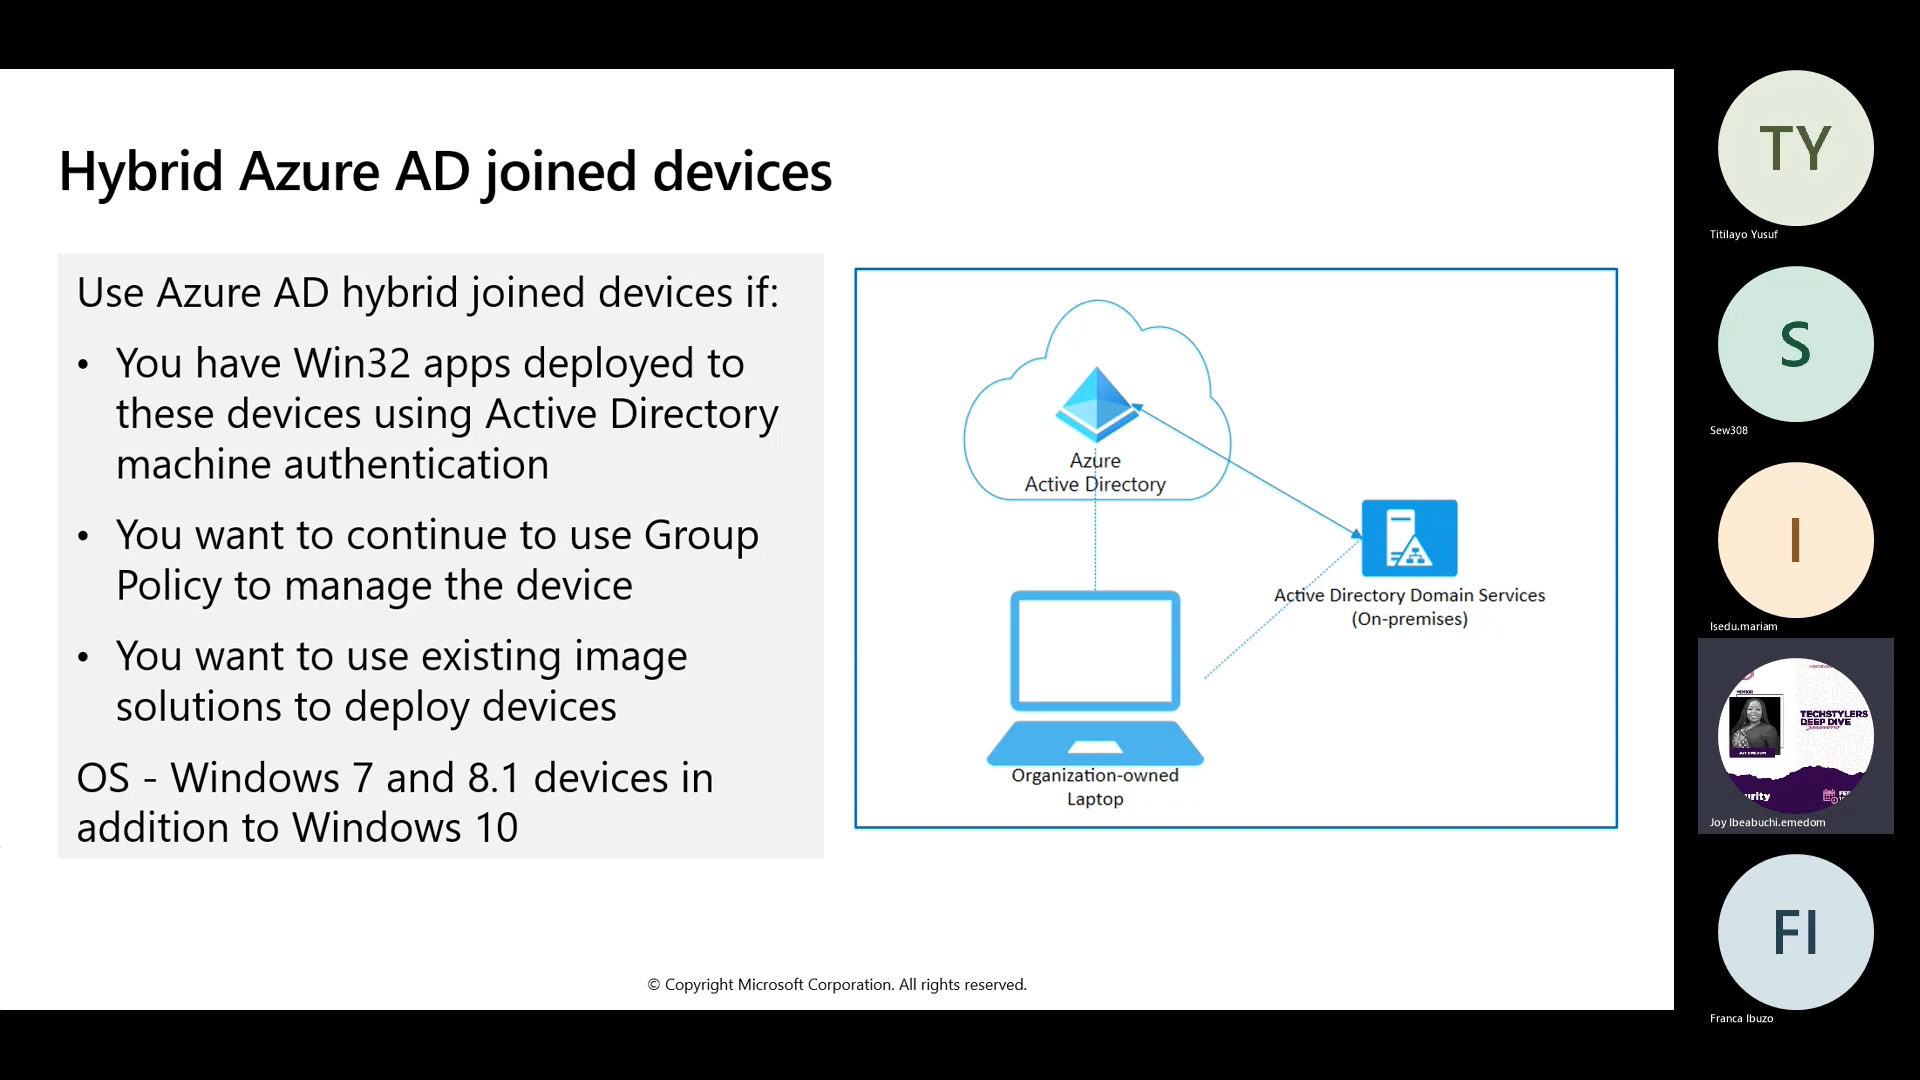 Hybrid Azure AD joined devices
Use Azure AD hybrid joined devices if:
• You have Win32 apps deployed to
these devices using Active Directory
machine authentication
• You want to continue to use Group
Policy to manage the device
• You want to use existing image
solutions to deploy devices
OS - Windows 7 and 8.1 devices in
addition to Windows 10
Azure
Active Directory
Active Directory Domain Services
(On-premises)
Organization-owned
Laptop
© Copyright Microsoft Corporation. All rights reserved.
TY
Titilayo Yusuf
S
Sew308
I
Isedu.mariam
MENTOR
TECHSTYLERS
DEEP DIVE
urity
FE
Joy Ibeabuchi.emedom
FI
Franca Ibuzo